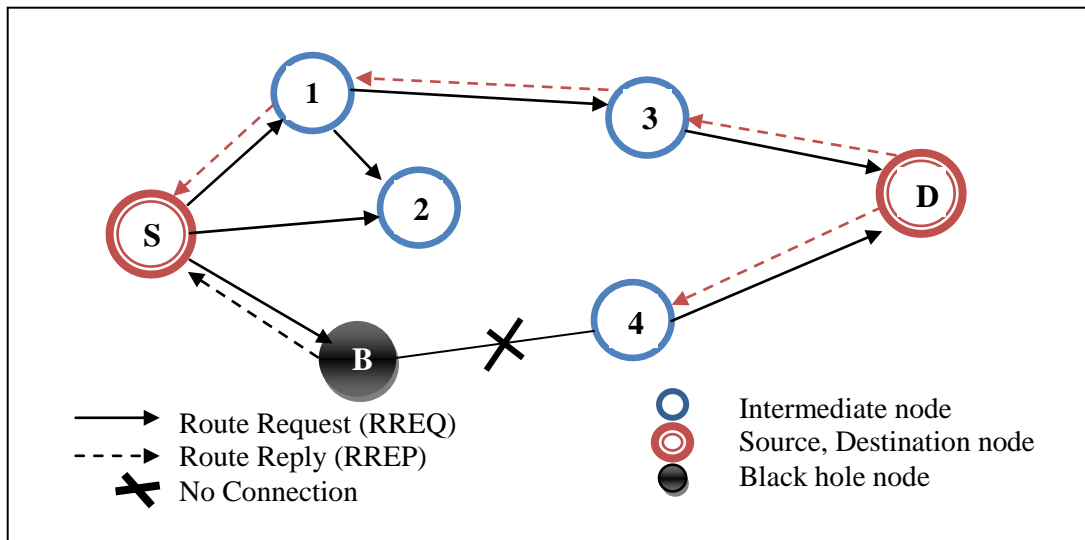 1
3
2
S
D
4
B
Route Request (RREQ)
Route Reply (RREP)
No Connection
Intermediate node
Source, Destination node
Black hole node